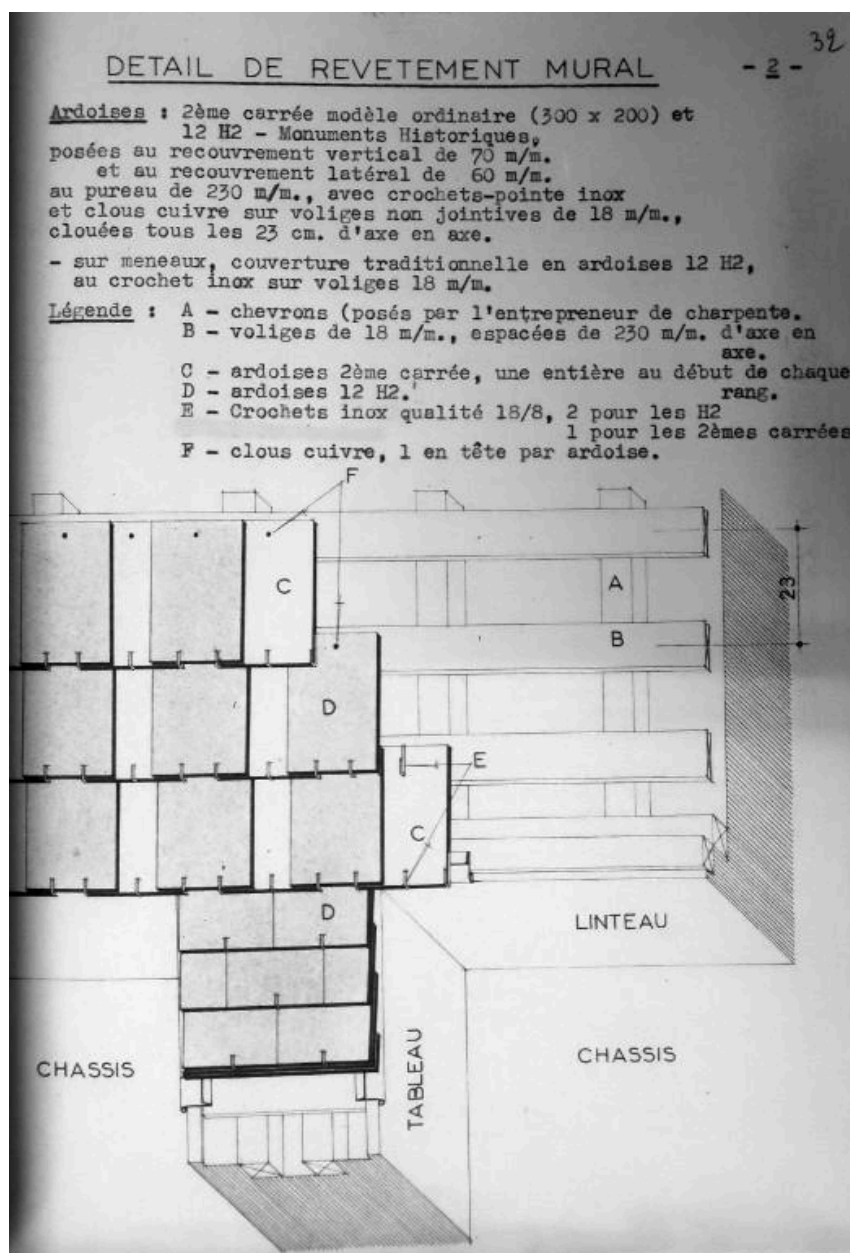 32
DETAIL DE REVETEMENT MURAL - 2 -
Ardoises : 2ème carrée modèle ordinaire (300 x 200) et
12 H2 - Monuments Historiques,
posées au recouvrement vertical de 70 m/m.
et au recouvrement latéral de 60 m/m.
au pureau de 230 m/m., avec crochets-pointe inox
et clous cuivre sur voliges non jointives de 18 m/m.,
clouées tous les 23 cm. d'axe en axe.
- sur meneaux, couverture traditionnelle en ardoises 12 H2,
au crochet inox sur voliges 18 m/m.
Légende : A - chevrons (posés par l'entrepreneur de charpente.
B - voliges de 18 m/m., espacées de 230 m/m. d'axe en
axe.
C - ardoises 2ème carrée, une entière au début de chaque
D - ardoises 12 H2. rang.
E - Crochets inox qualité 18/8, 2 pour les H2
1 pour les 2èmes carrées
F - clous cuivre, 1 en tête par ardoise.
F
C
A
23
B
D
E
C
D
LINTEAU
CHASSIS
TABLEAU
CHASSIS